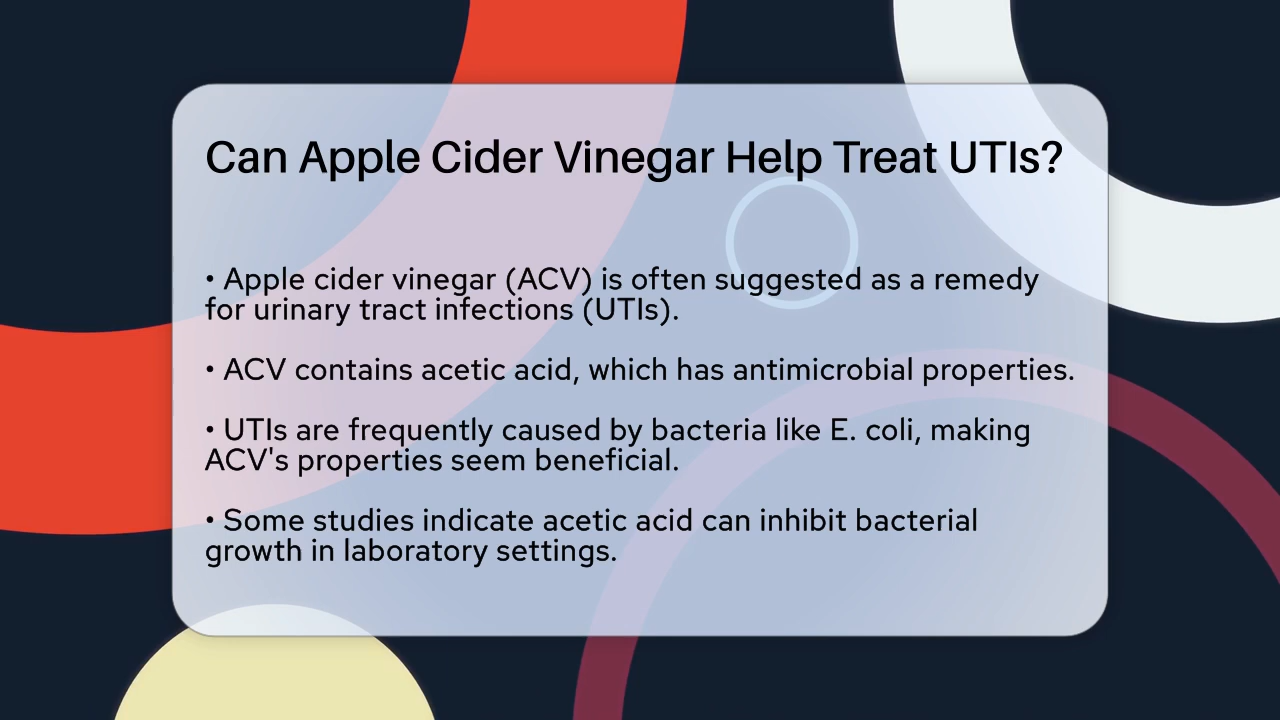 Can Apple Cider Vinegar Help Treat UTIs?
• Apple cider vinegar (ACV) is often suggested as a remedy
for urinary tract infections (UTIs).
• ACV contains acetic acid, which has antimicrobial properties.
• UTIs are frequently caused by bacteria like E. coli, making
ACV's properties seem beneficial.
• Some studies indicate acetic acid can inhibit bacterial
growth in laboratory settings.